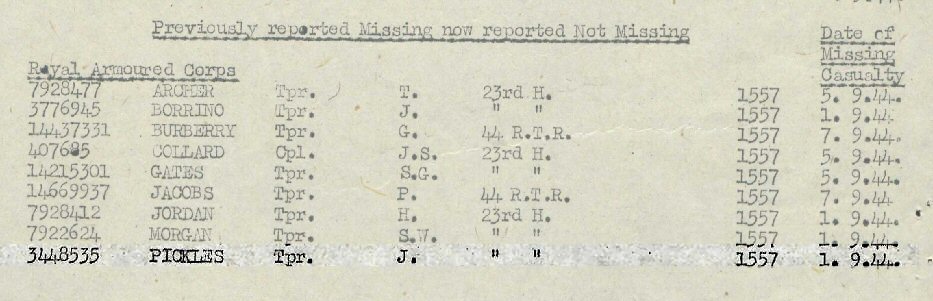 Previously reported Missing now reported Not Missing
Date of
Missing
Royal Armoured Corps Casualty
7928477 ARCHER Tpr. T. 23rd H. 1557 5. 9.44.
3776945 BORRINO Tpr. J. " " 1557 1. 9.44.
14437331 BURBERRY Tpr. G. 44 R.T.R. 1557 7. 9.44.
407685 COLLARD Cpl. J.S. 23rd H. 1557 5. 9.44.
14215301 GATES Tpr. S.G. " " 1557 5. 9.44.
14669937 JACOBS Tpr. P. 44 R.T.R. 1557 7. 9.44
7928412 JORDAN Tpr. H. 23rd H. 1557 1. 9.44.
7922624 MORGAN Tpr. S.W. " " 1557 1. 9.44.
3448535 PICKLES Tpr. J. " " 1557 1. 9.44.